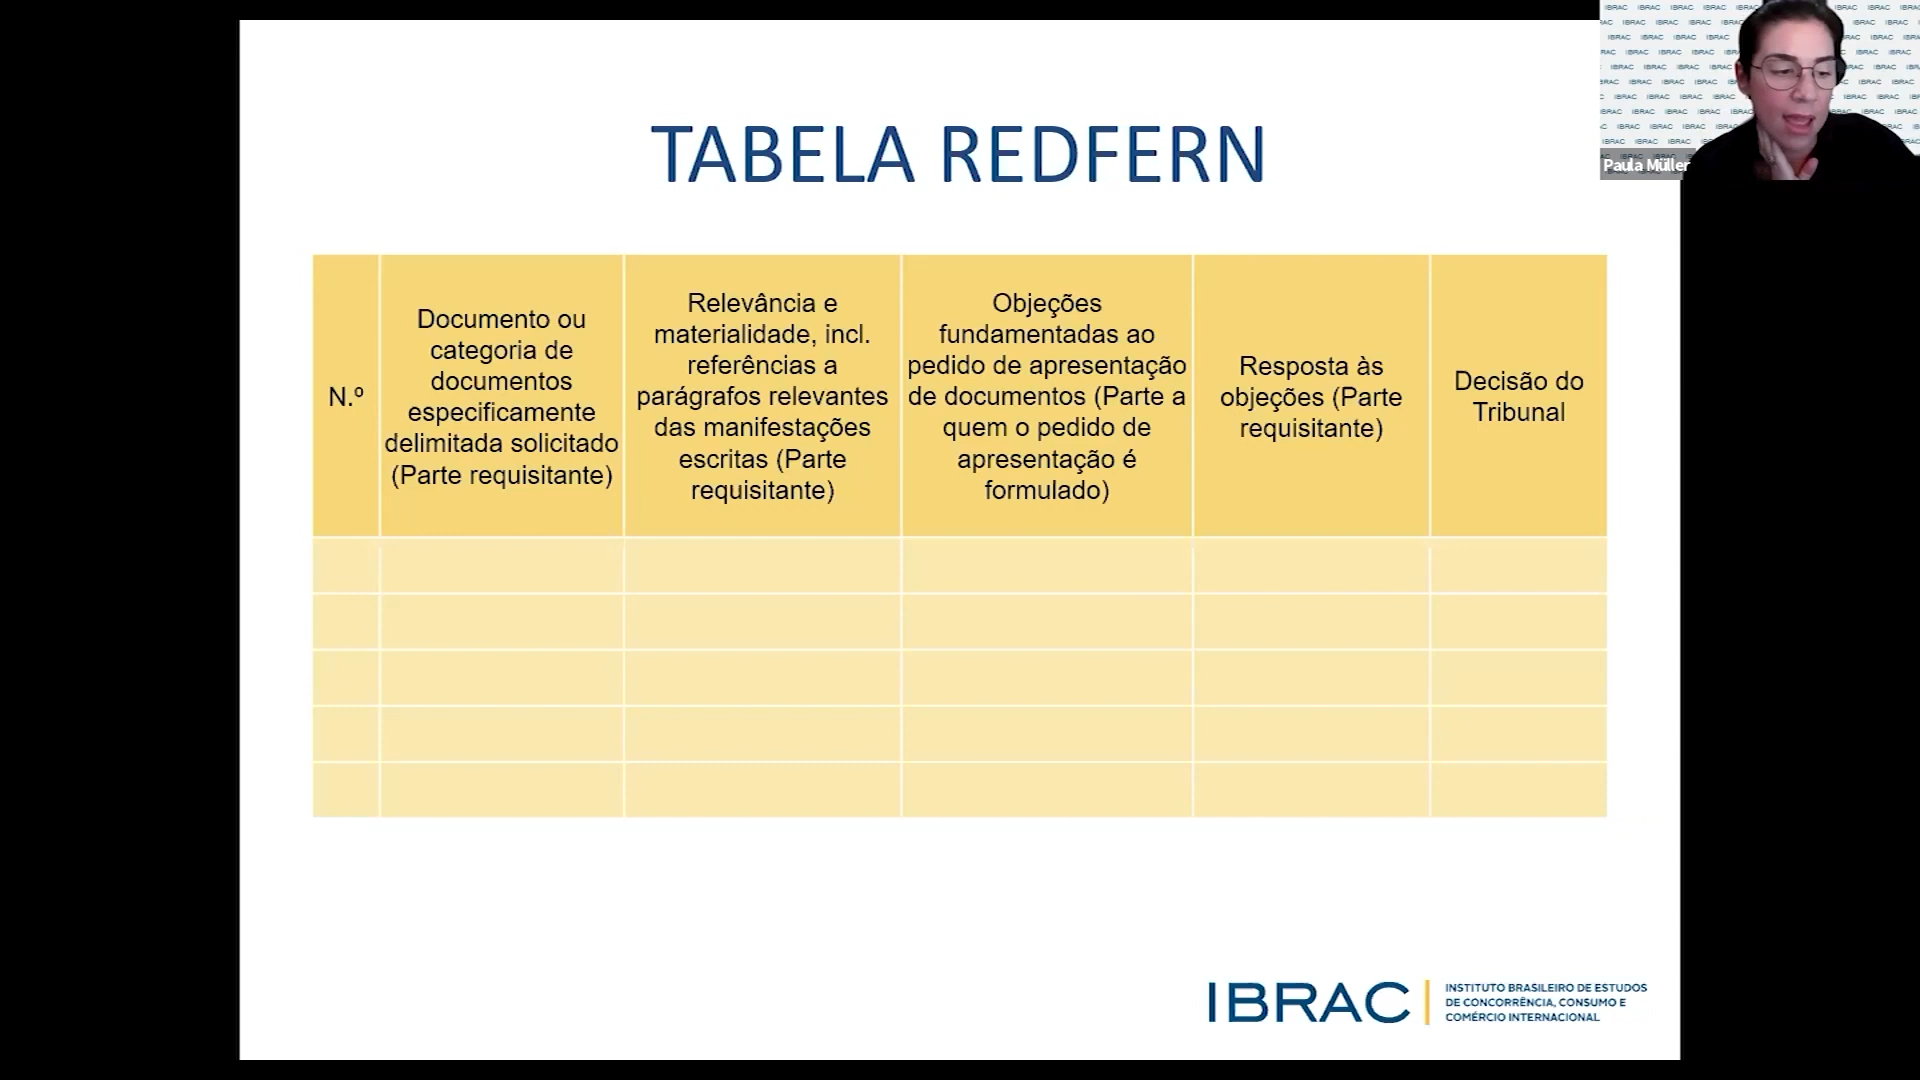 TABELA REDFERN
N.º
Documento ou
categoria de
documentos
especificamente
delimitada solicitado
(Parte requisitante)
Relevância e
materialidade, incl.
referências a
parágrafos relevantes
das manifestações
escritas (Parte
requisitante)
Objeções
fundamentadas ao
pedido de apresentação
de documentos (Parte a
quem o pedido de
apresentação é
formulado)
Resposta às
objeções (Parte
requisitante)
Decisão do
Tribunal
Paula Müller
IBRAC
INSTITUTO BRASILEIRO DE ESTUDOS
DE CONCORRÊNCIA, CONSUMO E
COMÉRCIO INTERNACIONAL